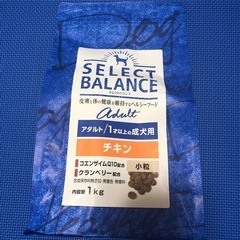 SELECT
BALANCE
皮膚と体の健康を維持するヘルシーフード
Adult
アダルト/1才以上の成犬用
チキン
コエンザイムQ10配合
クランベリー配合
小粒
内容量 1kg